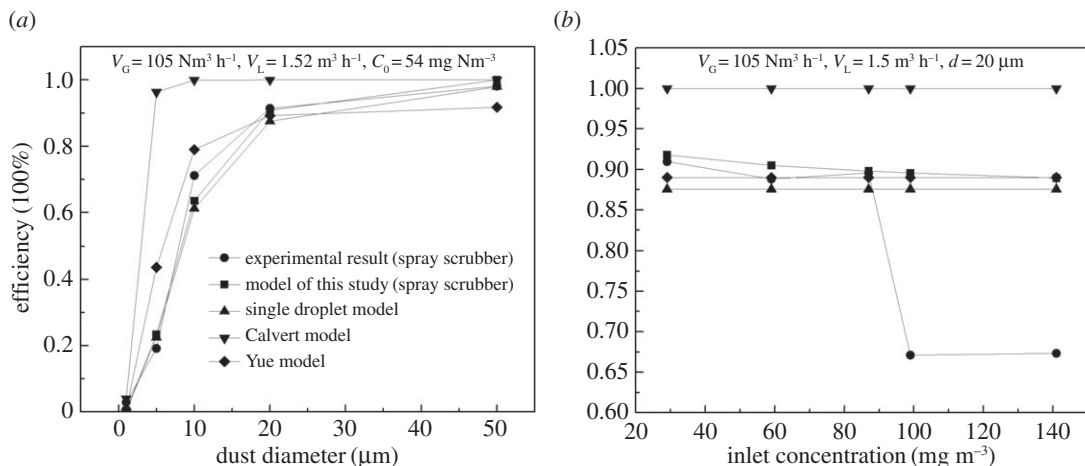 (a)
V_G = 105 Nm³ h⁻¹, V_L = 1.52 m³ h⁻¹, C₀ = 54 mg Nm⁻³
1.0
0.8
0.6
0.4
0.2
0
efficiency (100%)
experimental result (spray scrubber)
model of this study (spray scrubber)
single droplet model
Calvert model
Yue model
0 10 20 30 40 50
dust diameter (μm)
(b)
V_G = 105 Nm³ h⁻¹, V_L = 1.5 m³ h⁻¹, d = 20 μm
1.05
1.00
0.95
0.90
0.85
0.80
0.75
0.70
0.65
0.60
20 40 60 80 100 120 140
inlet concentration (mg m⁻³)